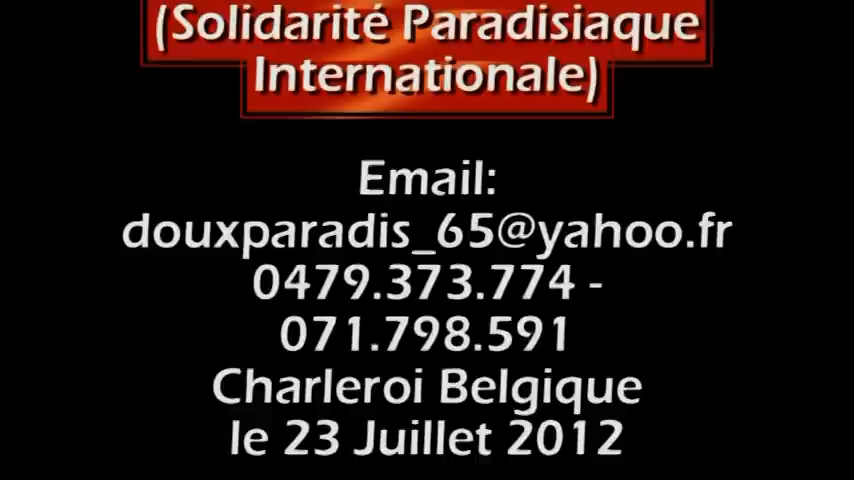 (Solidarité Paradisiaque
Internationale)
Email:
douxparadis_65@yahoo.fr
0479.373.774 -
071.798.591
Charleroi Belgique
le 23 Juillet 2012